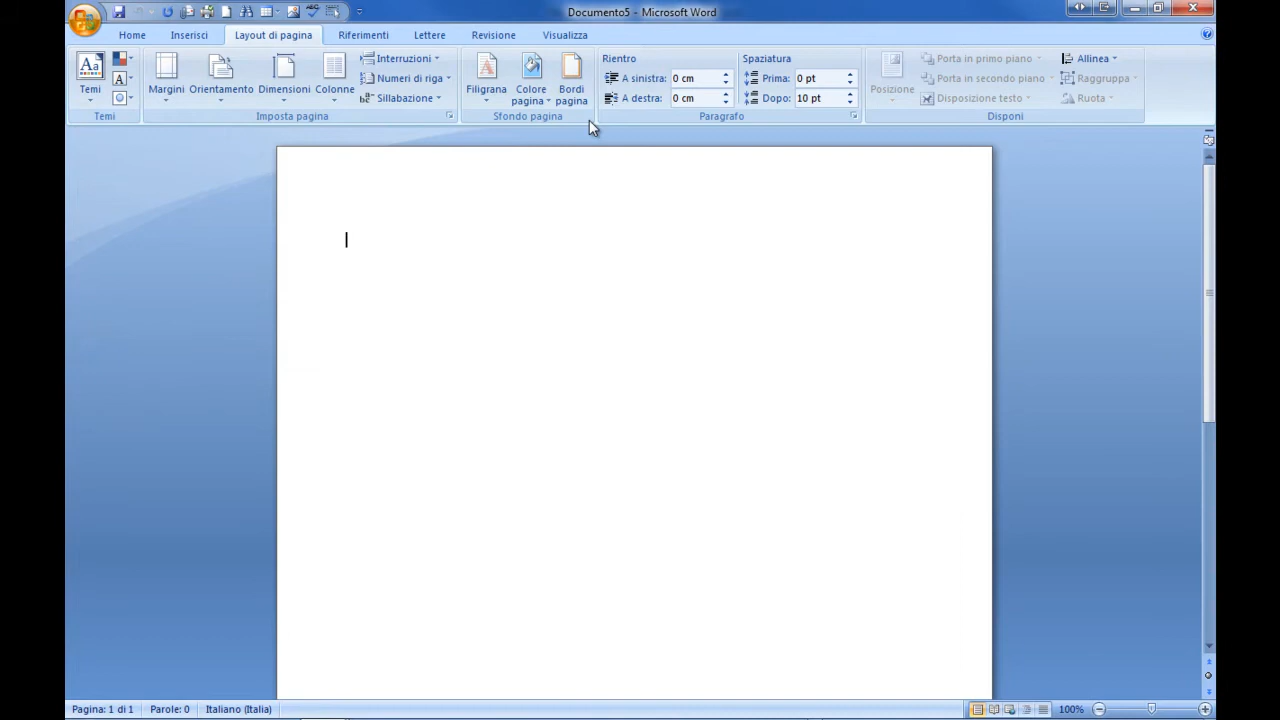 Documento5 - Microsoft Word
Home Inserisci Layout di pagina Riferimenti Lettere Revisione Visualizza
Temi
Margini Orientamento Dimensioni Colonne
Interruzioni
Numeri di riga
Sillabazione
Filigrana Colore pagina Bordi pagina
Rientro
A sinistra: 0 cm
A destra: 0 cm
Spaziatura
Prima: 0 pt
Dopo: 10 pt
Posizione
Porta in primo piano
Porta in secondo piano
Disposizione testo
Allinea
Raggruppa
Ruota
Temi Imposta pagina Sfondo pagina Paragrafo Disponi
Pagina: 1 di 1 Parole: 0 Italiano (Italia) 100%